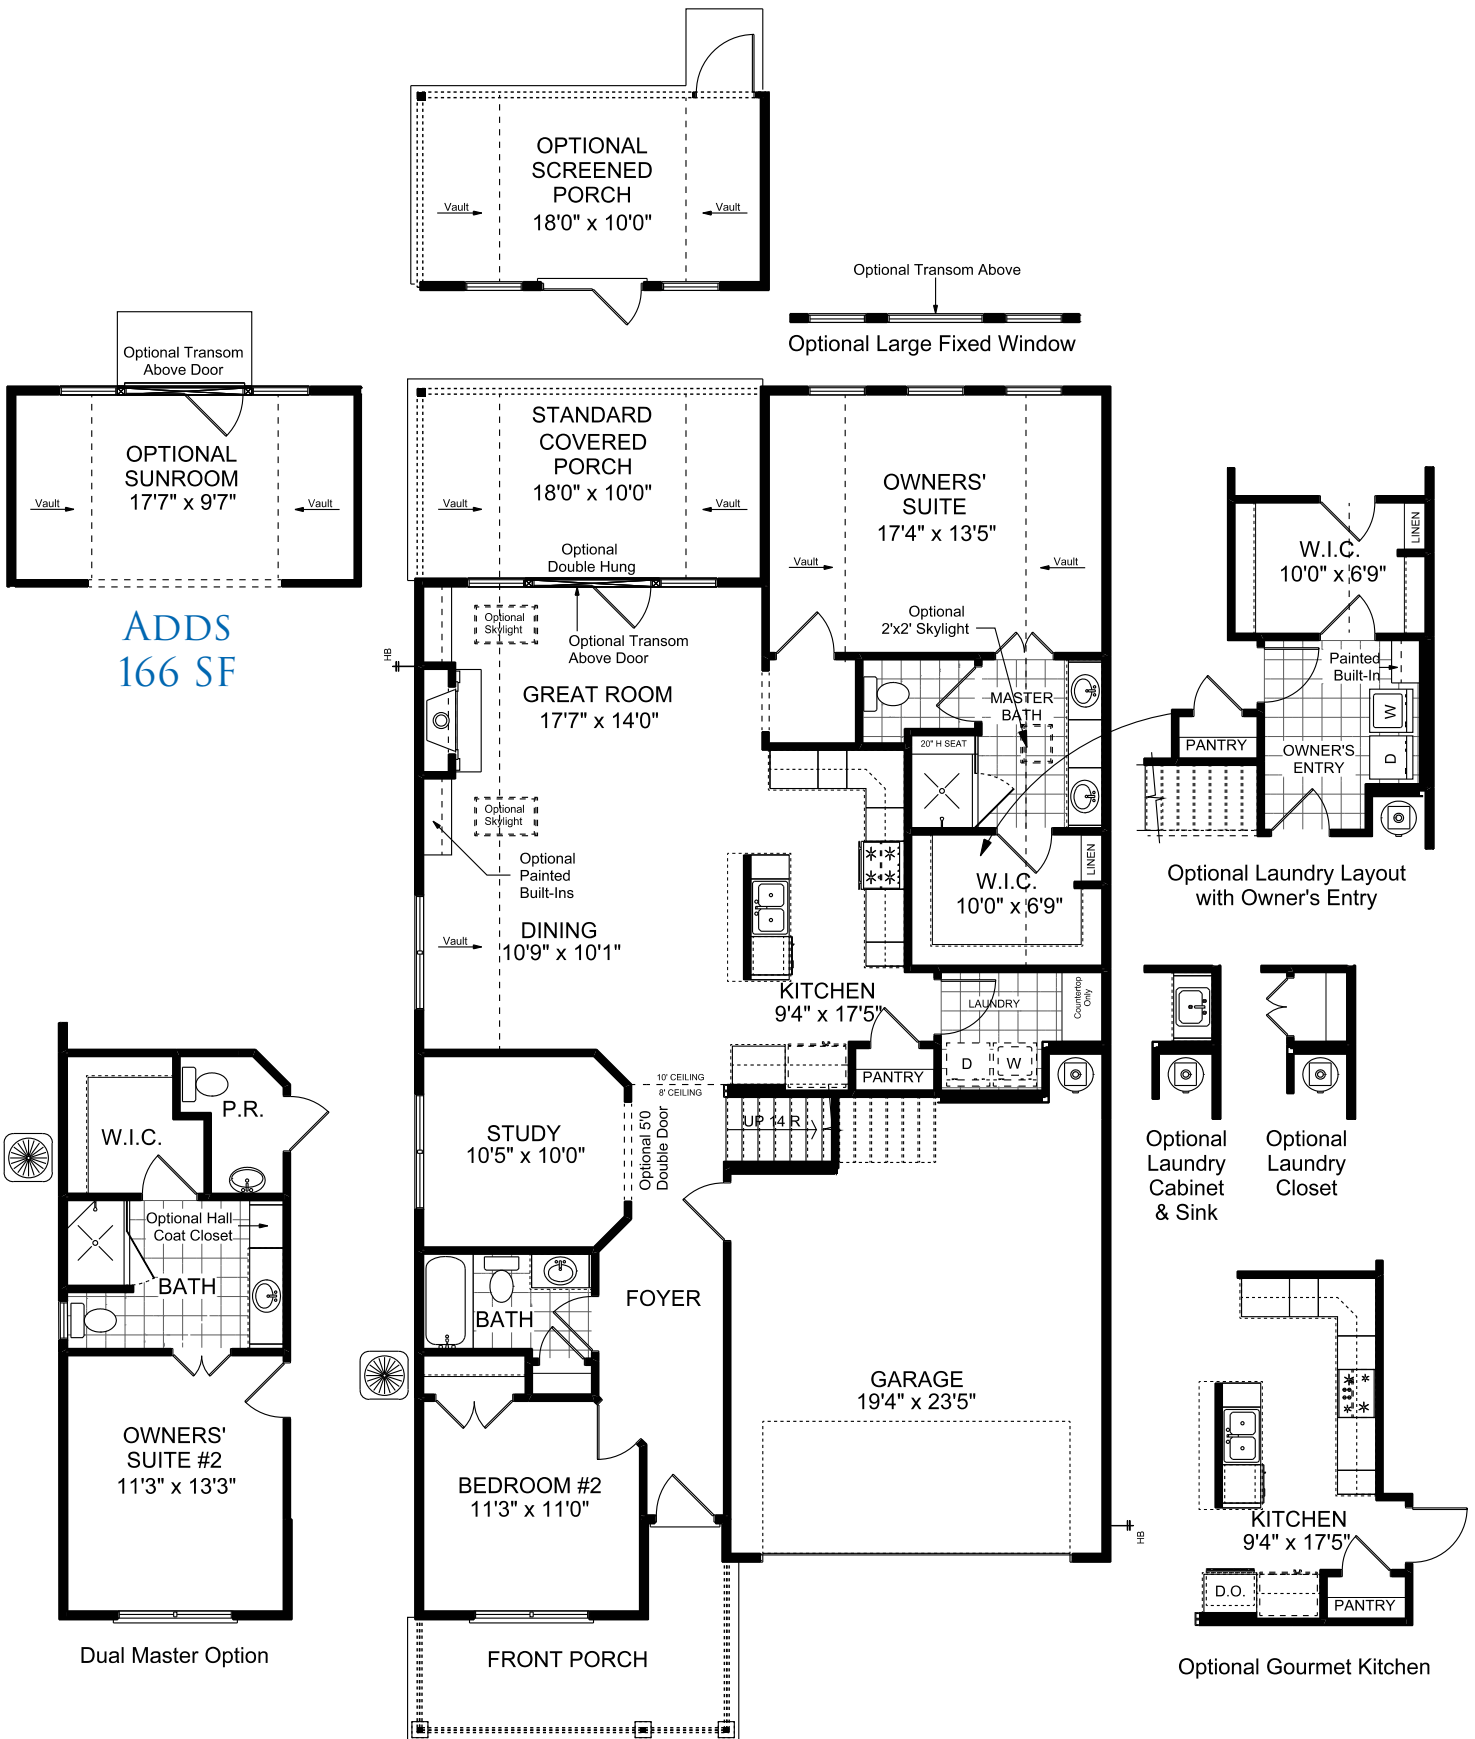 OPTIONAL
SCREENED
PORCH
18'0" x 10'0"
Vault
Vault
Optional Transom Above
Optional Large Fixed Window
Optional Transom
Above Door
OPTIONAL
SUNROOM
17'7" x 9'7"
Vault
Vault
ADDS
166 SF
STANDARD
COVERED
PORCH
18'0" x 10'0"
Vault
Vault
Optional
Double Hung
OWNERS'
SUITE
17'4" x 13'5"
Vault
Vault
Optional
2'x2' Skylight
Optional
Skylight
Optional Transom
Above Door
HB
GREAT ROOM
17'7" x 14'0"
MASTER
BATH
20" H SEAT
Optional
Skylight
Optional
Painted
Built-Ins
W.I.C.
10'0" x 6'9"
LINEN
DINING
10'9" x 10'1"
Vault
KITCHEN
9'4" x 17'5"
LAUNDRY
Countertop
Only
D
W
PANTRY
10' CEILING
8' CEILING
UP 14 R
STUDY
10'5" x 10'0"
Optional 5'0
Double Door
FOYER
BATH
GARAGE
19'4" x 23'5"
BEDROOM #2
11'3" x 11'0"
HB
FRONT PORCH
W.I.C.
10'0" x 6'9"
LINEN
Painted
Built-In
W
D
PANTRY
OWNER'S
ENTRY
Optional Laundry Layout
with Owner's Entry
Optional
Laundry
Cabinet
& Sink
Optional
Laundry
Closet
KITCHEN
9'4" x 17'5"
D.O.
PANTRY
Optional Gourmet Kitchen
P.R.
W.I.C.
Optional Hall
Coat Closet
BATH
OWNERS'
SUITE #2
11'3" x 13'3"
Dual Master Option